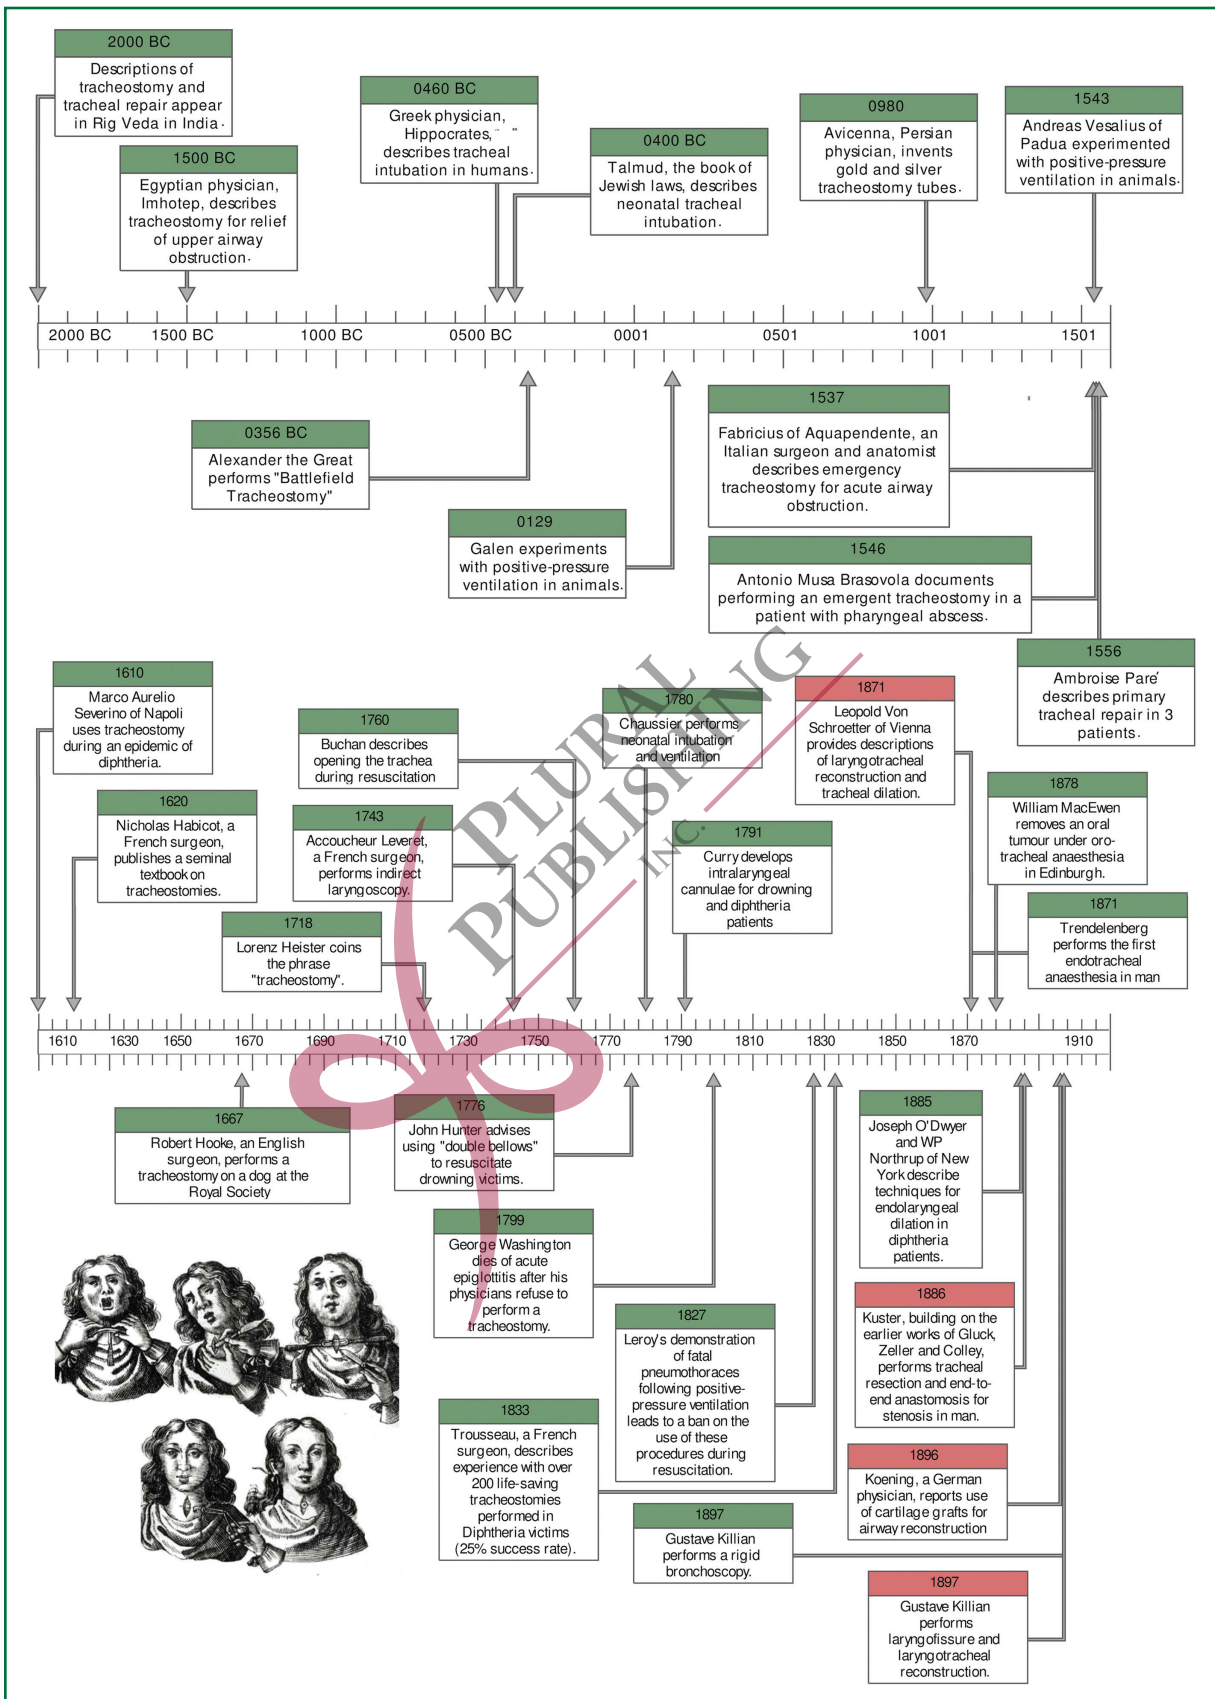 2000 BC
Descriptions of
tracheostomy and
tracheal repair appear
in Rig Veda in India.
1500 BC
Egyptian physician,
Imhotep, describes
tracheostomy for relief
of upper airway
obstruction.
0460 BC
Greek physician,
Hippocrates, "
describes tracheal
intubation in humans.
0400 BC
Talmud, the book of
Jewish laws, describes
neonatal tracheal
intubation.
0980
Avicenna, Persian
physician, invents
gold and silver
tracheostomy tubes.
1543
Andreas Vesalius of
Padua experimented
with positive-pressure
ventilation in animals.
2000 BC 1500 BC 1000 BC 0500 BC 0001 0501 1001 1501
0356 BC
Alexander the Great
performs "Battlefield
Tracheostomy"
0129
Galen experiments
with positive-pressure
ventilation in animals.
1537
Fabricius of Aquapendente, an
Italian surgeon and anatomist
describes emergency
tracheostomy for acute airway
obstruction.
1546
Antonio Musa Brasovola documents
performing an emergent tracheostomy in a
patient with pharyngeal abscess.
1556
Ambroise Paré
describes primary
tracheal repair in 3
patients.
1610
Marco Aurelio
Severino of Napoli
uses tracheostomy
during an epidemic of
diphtheria.
1620
Nicholas Habicot, a
French surgeon,
publishes a seminal
textbook on
tracheostomies.
1718
Lorenz Heister coins
the phrase
"tracheostomy".
1760
Buchan describes
opening the trachea
during resuscitation
1743
Accoucheur Leveret,
a French surgeon,
performs indirect
laryngoscopy.
1780
Chaussier performs
neonatal intubation
and ventilation
1791
Curry develops
intralaryngeal
cannulae for drowning
and diphtheria
patients
1871
Leopold Von
Schroetter of Vienna
provides descriptions
of laryngotracheal
reconstruction and
tracheal dilation.
1878
William MacEwen
removes an oral
tumour under oro-
tracheal anaesthesia
in Edinburgh.
1871
Trendelenberg
performs the first
endotracheal
anaesthesia in man
PLURAL
PUBLISHING
INC.
1610 1630 1650 1670 1690 1710 1730 1750 1770 1790 1810 1830 1850 1870 1910
1667
Robert Hooke, an English
surgeon, performs a
tracheostomy on a dog at the
Royal Society
1776
John Hunter advises
using "double bellows"
to resuscitate
drowning victims.
1799
George Washington
dies of acute
epiglottitis after his
physicians refuse to
perform a
tracheostomy.
1833
Trousseau, a French
surgeon, describes
experience with over
200 life-saving
tracheostomies
performed in
Diphtheria victims
(25% success rate).
1827
Leroy's demonstration
of fatal
pneumothoraces
following positive-
pressure ventilation
leads to a ban on the
use of these
procedures during
resuscitation.
1897
Gustave Killian
performs a rigid
bronchoscopy.
1885
Joseph O'Dwyer
and WP
Northrup of New
York describe
techniques for
endolaryngeal
dilation in
diphtheria
patients.
1886
Kuster, building on the
earlier works of Gluck,
Zeller and Colley,
performs tracheal
resection and end-to-
end anastomosis for
stenosis in man.
1896
Koening, a German
physician, reports use
of cartilage grafts for
airway reconstruction
1897
Gustave Killian
performs
laryngofissure and
laryngotracheal
reconstruction.